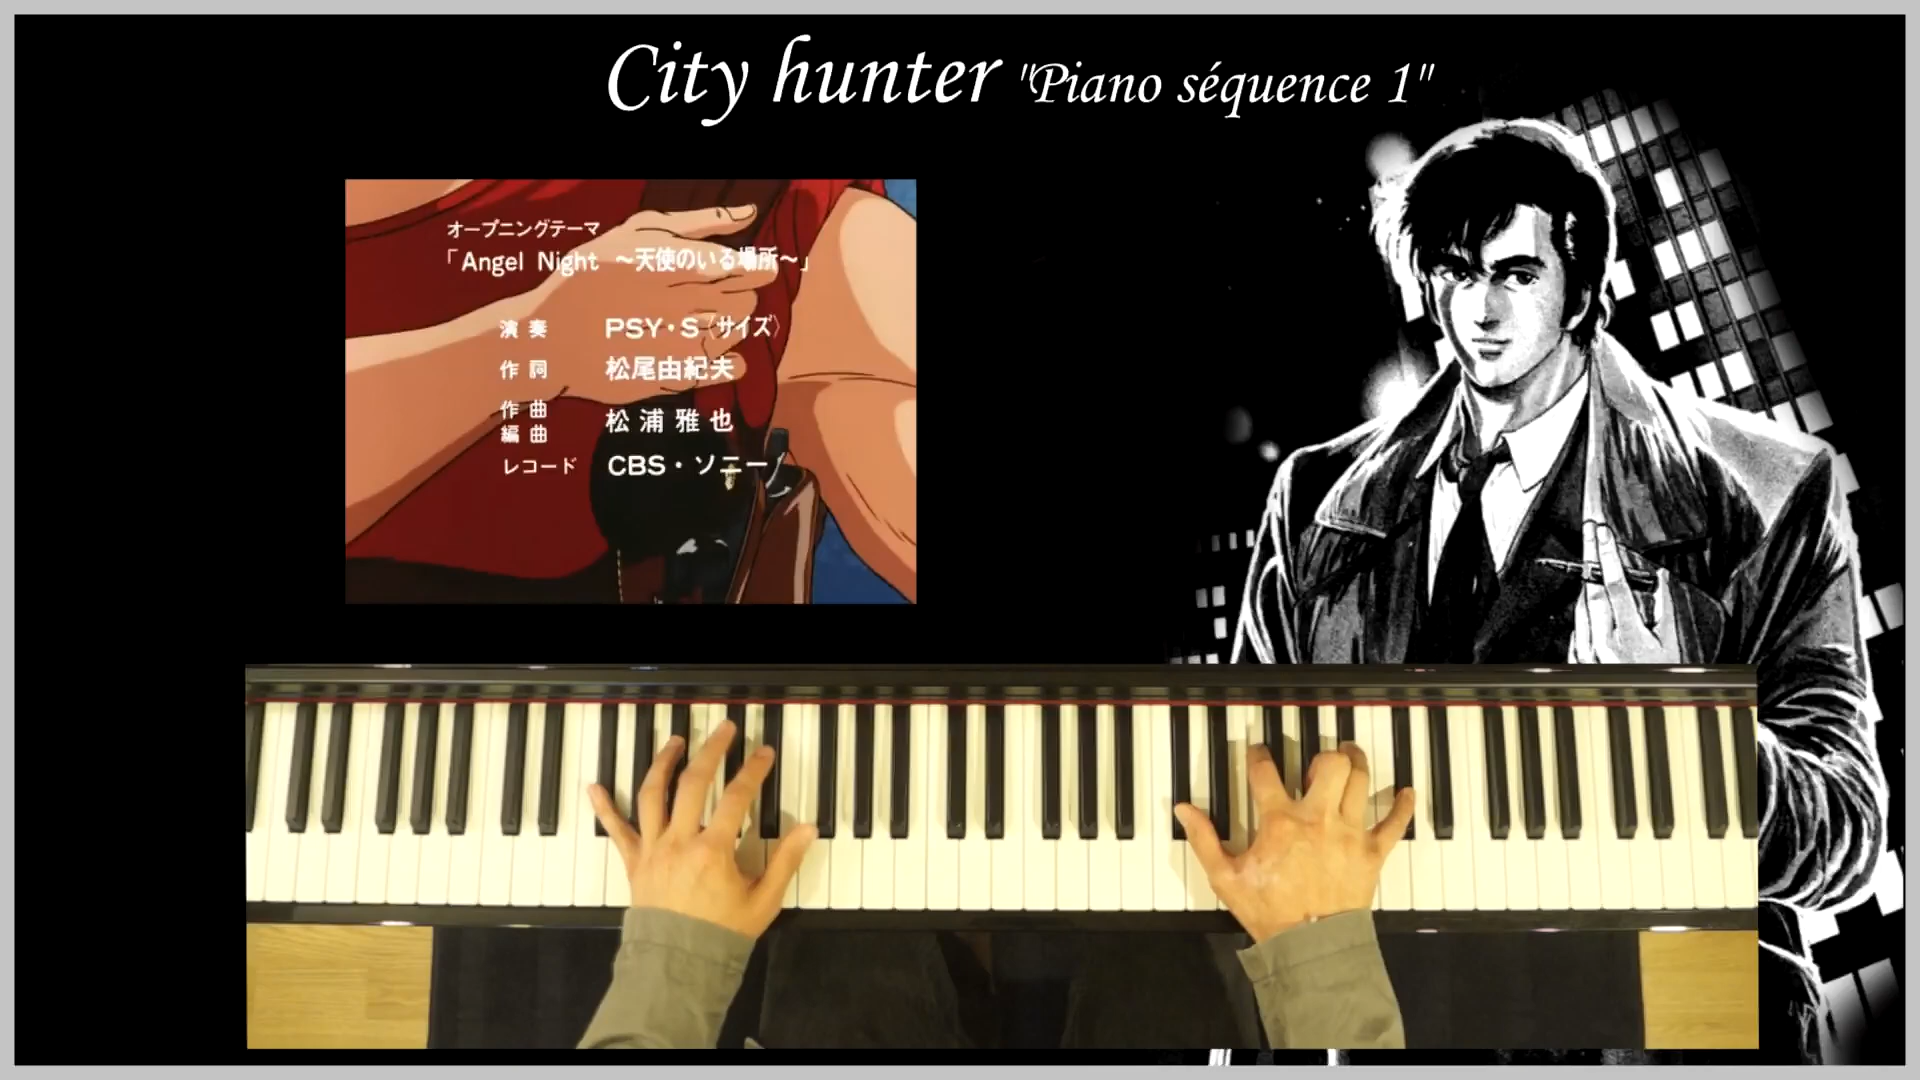 City hunter "Piano séquence 1"
オープニングテーマ
「Angel Night ～天使のいる場所～」
演奏 PSY・S〈サイズ〉
作詞 松尾由紀夫
作曲
編曲 松浦雅也
レコード CBS・ソニー